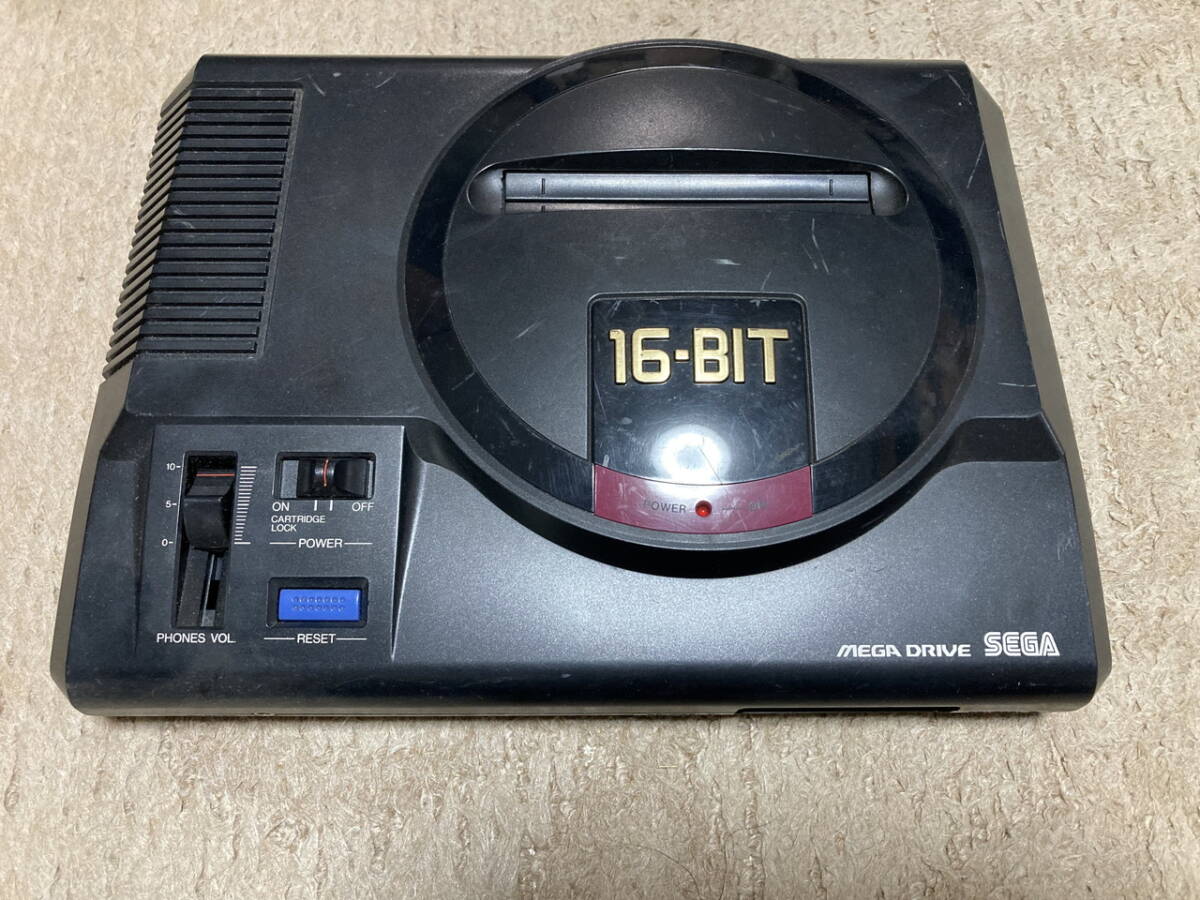 16-BIT
POWER
10
5
0
ON OFF
CARTRIDGE
LOCK
POWER
PHONES VOL.
RESET
MEGA DRIVE SEGA